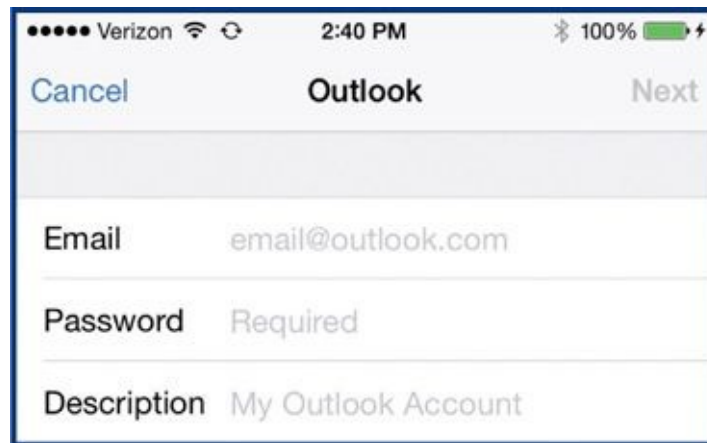 Verizon 2:40 PM 100%
Cancel Outlook Next
Email email@outlook.com
Password Required
Description My Outlook Account